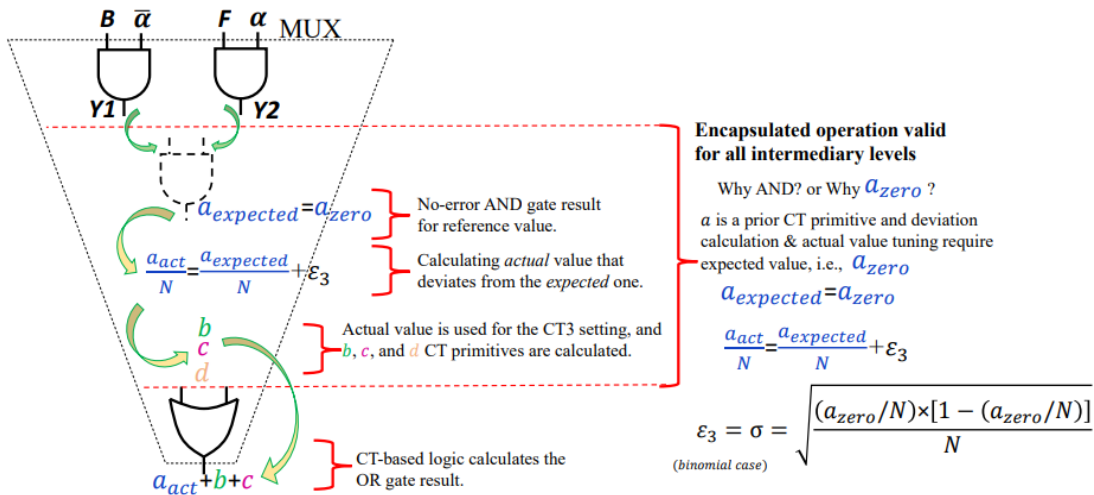 B ᾱ F α MUX
Y1 Y2
a_expected=a_zero
No-error AND gate result
for reference value.
a_act/N=a_expected/N+ε₃
Calculating actual value that
deviates from the expected one.
b
c
d
Actual value is used for the CT3 setting, and
b, c, and d CT primitives are calculated.
a_act+b+c
CT-based logic calculates the
OR gate result.
Encapsulated operation valid
for all intermediary levels
Why AND? or Why a_zero ?
a is a prior CT primitive and deviation
calculation & actual value tuning require
expected value, i.e., a_zero
a_expected=a_zero
a_act/N=a_expected/N+ε₃
ε₃ = σ = √((a_zero/N)×[1 − (a_zero/N)]/N)
(binomial case)